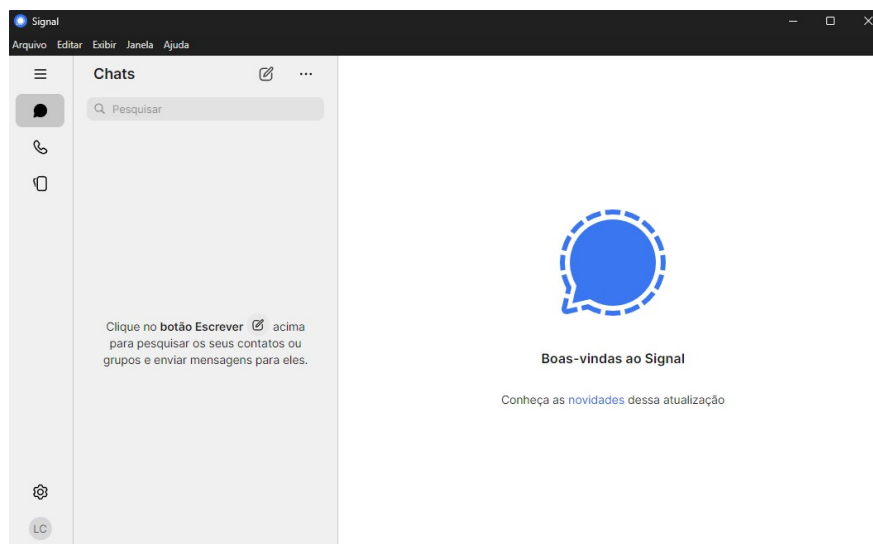 Signal
Arquivo Editar Exibir Janela Ajuda
Chats
Pesquisar
Clique no botão Escrever acima
para pesquisar os seus contatos ou
grupos e enviar mensagens para eles.
Boas-vindas ao Signal
Conheça as novidades dessa atualização
LC